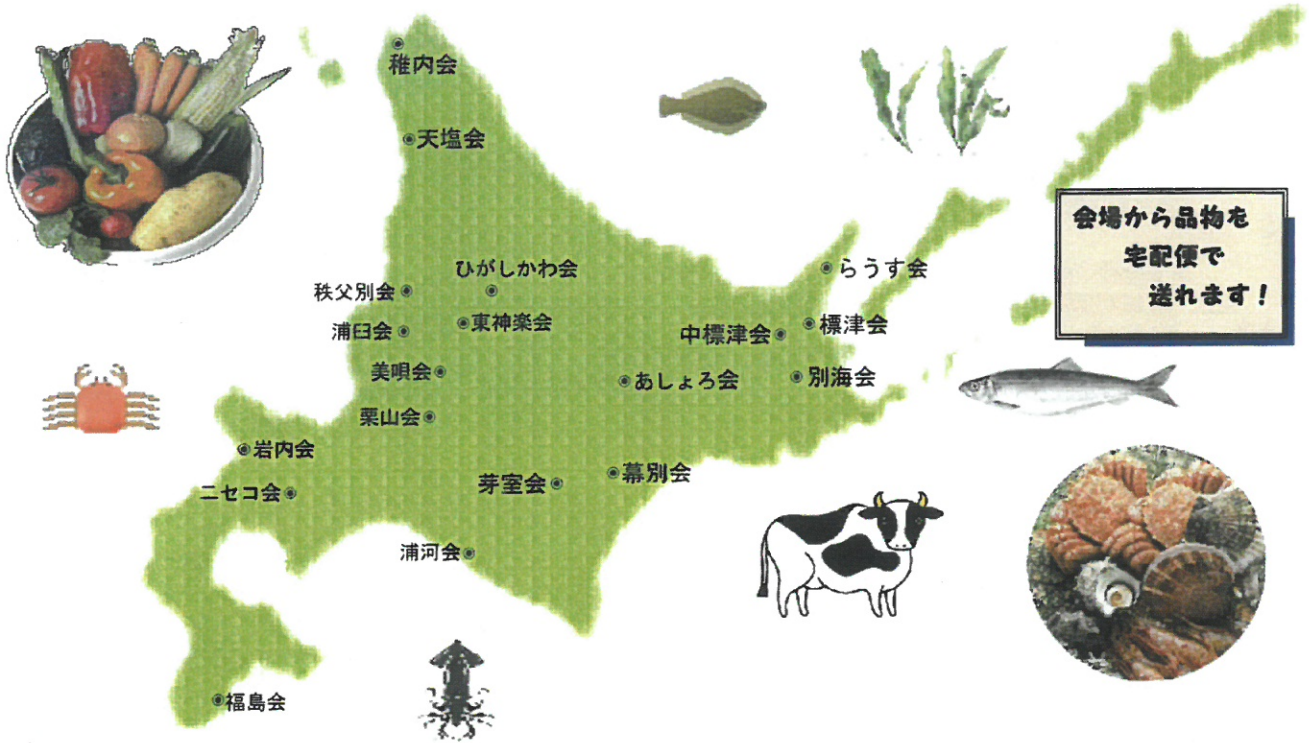 稚内会
天塩会
会場から品物を
宅配便で
送れます！
ひがしかわ会
らうす会
秩父別会
東神楽会
標津会
浦臼会
中標津会
美唄会
あしょろ会
別海会
栗山会
岩内会
幕別会
芽室会
ニセコ会
浦河会
福島会